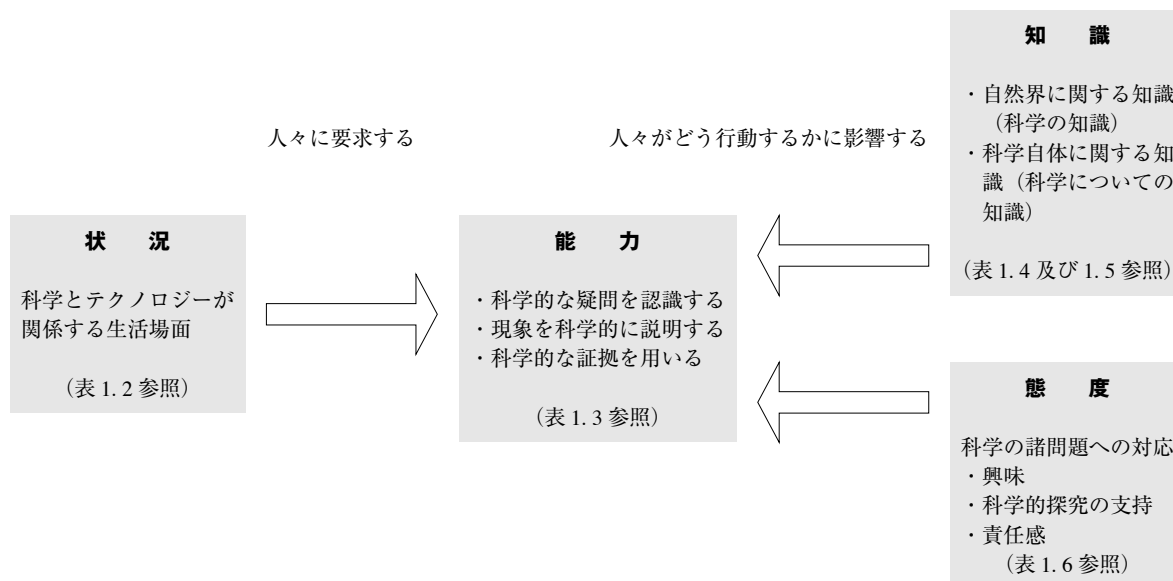 人々に要求する
状　況
科学とテクノロジーが
関係する生活場面
（表 1. 2 参照）
能　力
・科学的な疑問を認識する
・現象を科学的に説明する
・科学的な証拠を用いる
（表 1. 3 参照）
人々がどう行動するかに影響する
知　識
・自然界に関する知識
（科学の知識）
・科学自体に関する知
識（科学についての
知識）
（表 1. 4 及び 1. 5 参照）
態　度
科学の諸問題への対応
・興味
・科学的探究の支持
・責任感
（表 1. 6 参照）